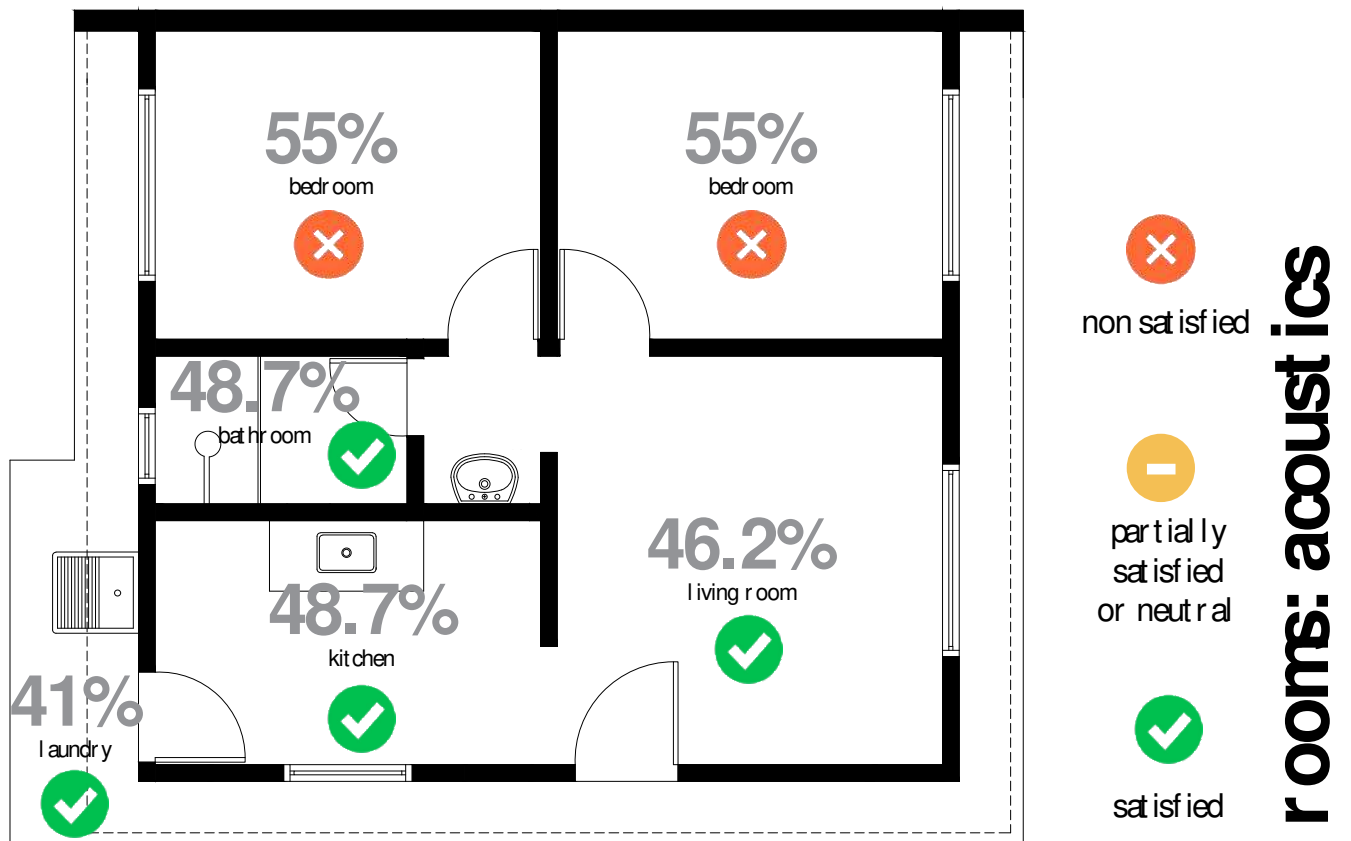 55%
bedroom
55%
bedroom
48.7%
bathroom
46.2%
living room
48.7%
kitchen
41%
laundry
non satisfied
partially
satisfied
or neutral
satisfied
rooms: acoustics